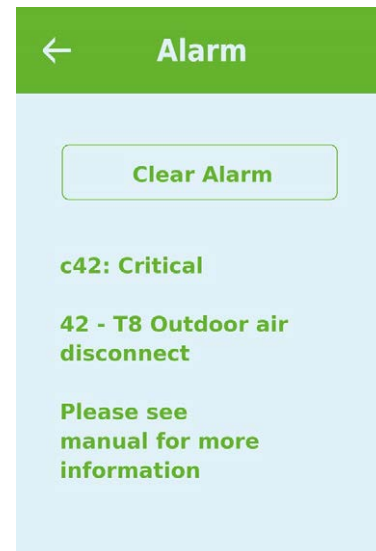 Alarm
Clear Alarm
c42: Critical
42 - T8 Outdoor air
disconnect
Please see
manual for more
information